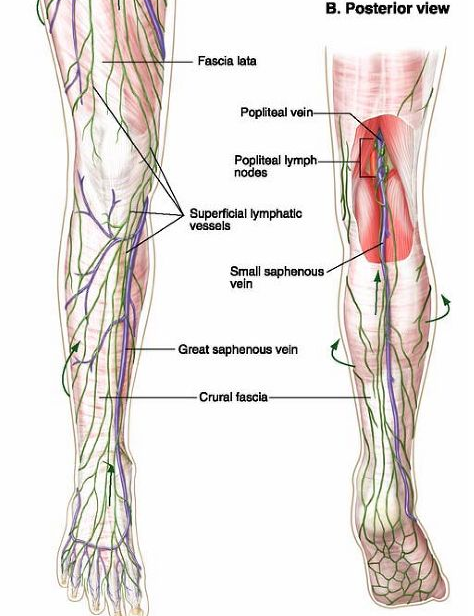 B. Posterior view
Fascia lata
Popliteal vein
Popliteal lymph
nodes
Superficial lymphatic
vessels
Small saphenous
vein
Great saphenous vein
Crural fascia